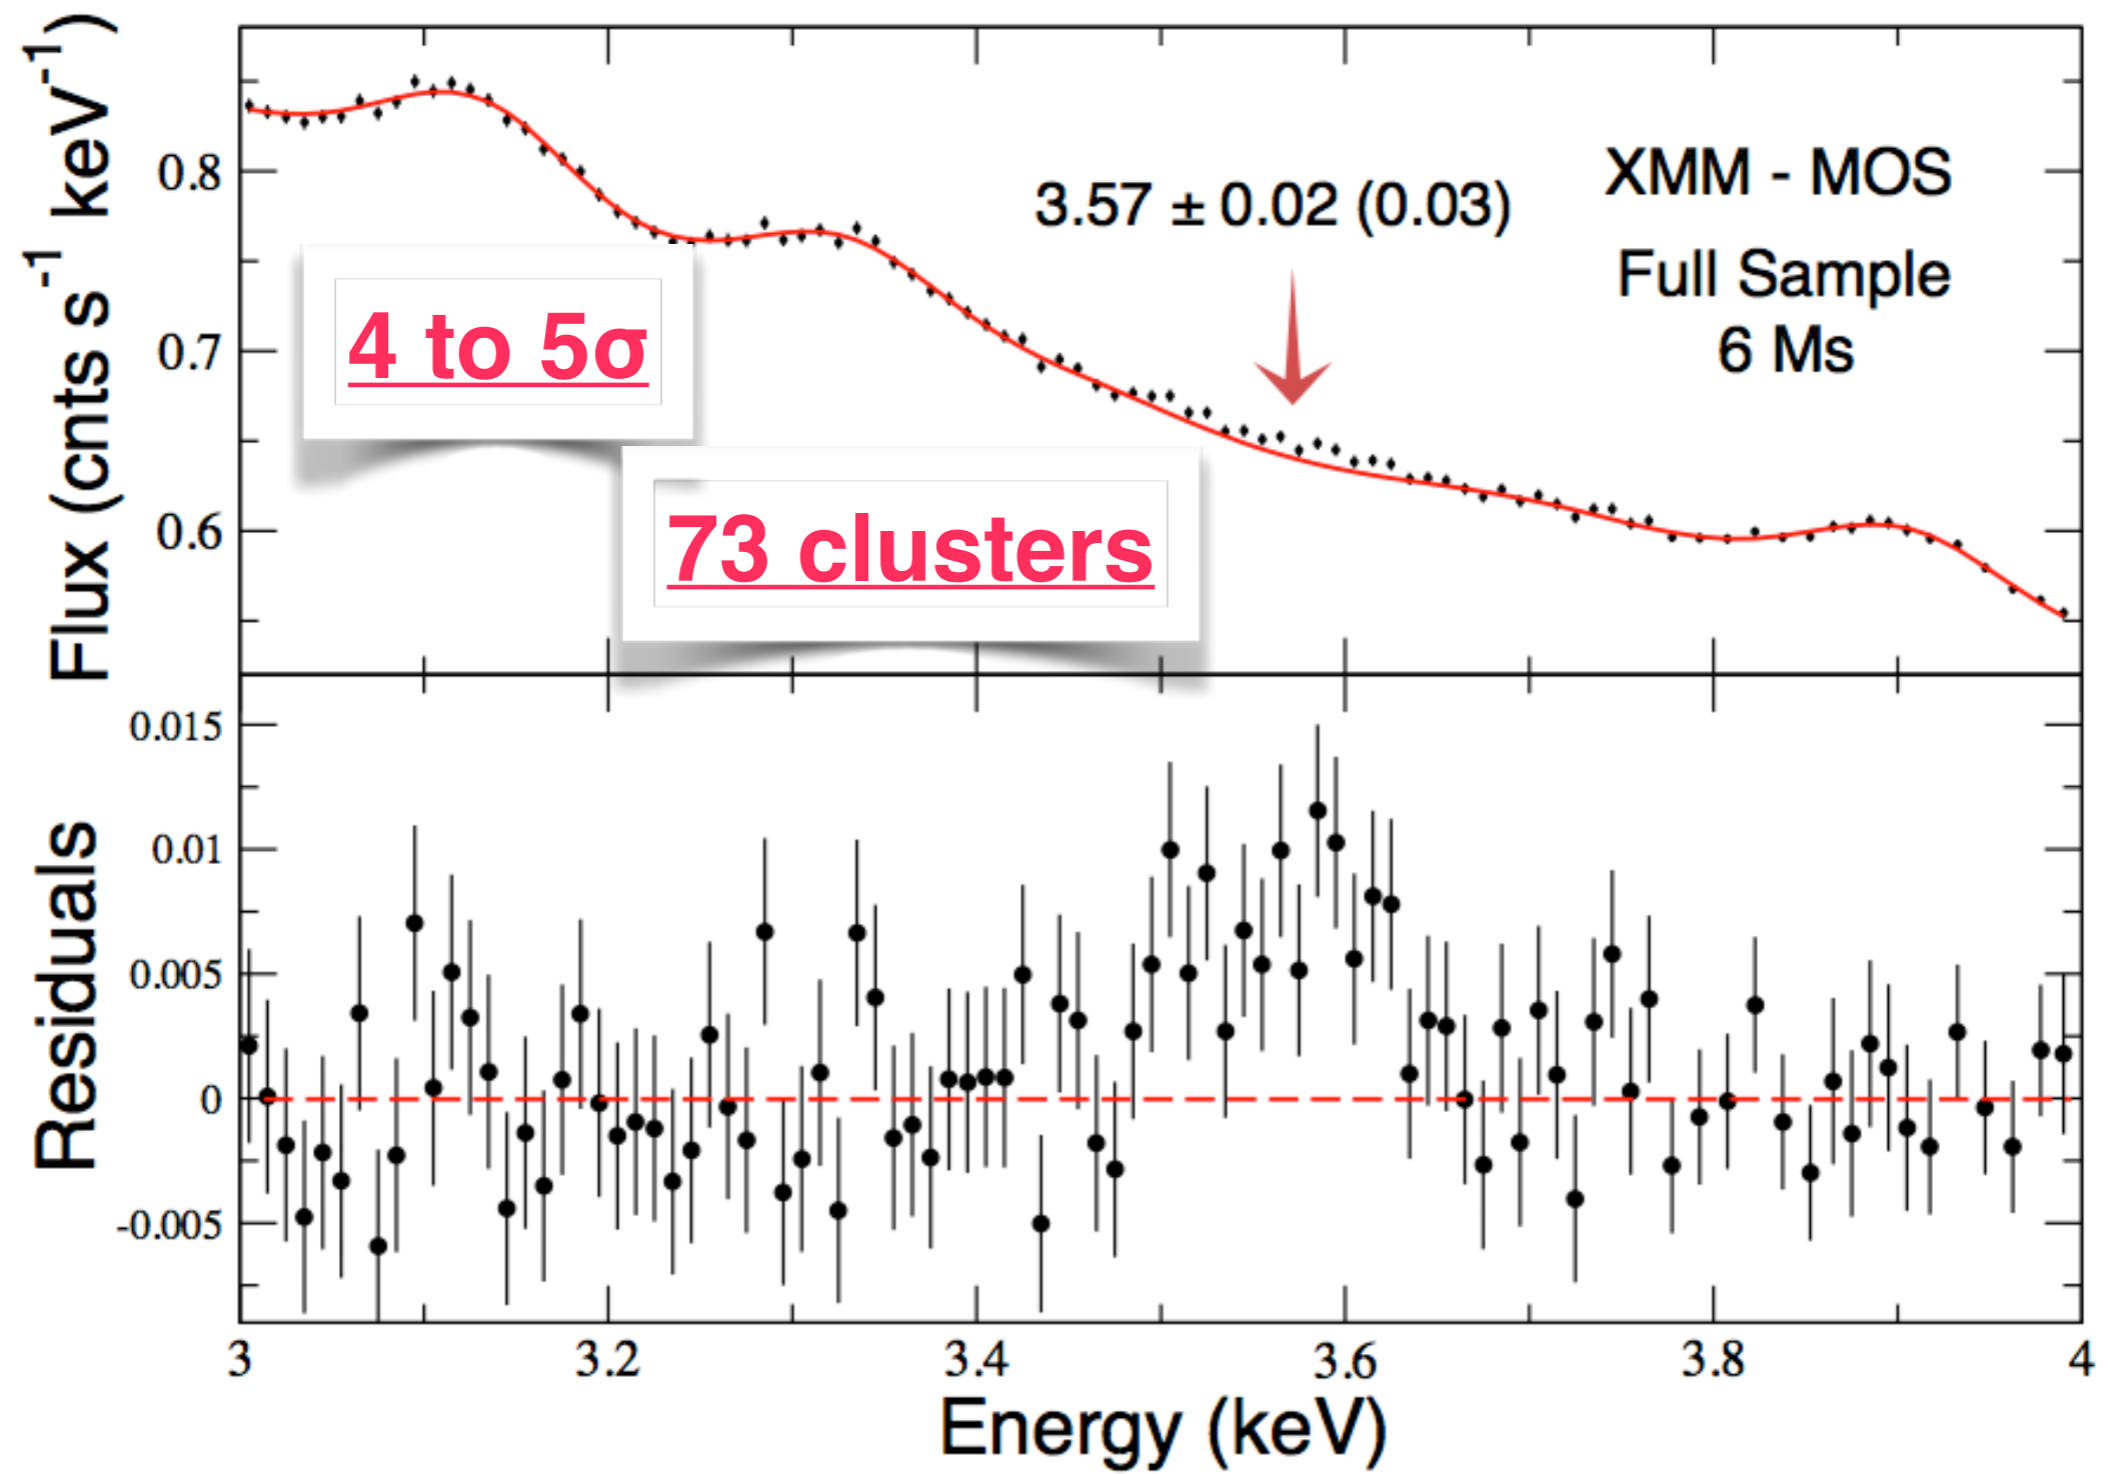 Flux (cnts s⁻¹ keV⁻¹)
0.8
0.7
0.6
3.57 ± 0.02 (0.03)
XMM - MOS
Full Sample
6 Ms
4 to 5σ
73 clusters
Residuals
0.015
0.01
0.005
0
-0.005
3 3.2 3.4 3.6 3.8 4
Energy (keV)